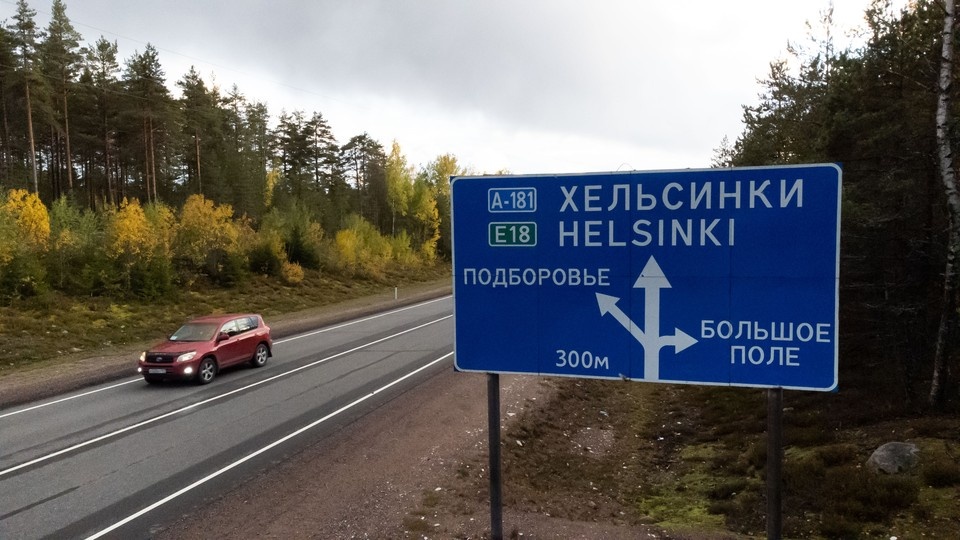 А-181 ХЕЛЬСИНКИ
E18 HELSINKI
ПОДБОРОВЬЕ
БОЛЬШОЕ
ПОЛЕ
300м